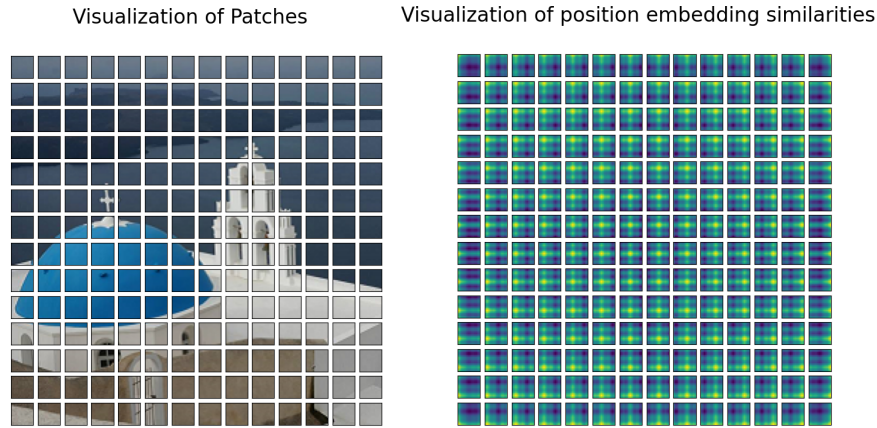 Visualization of Patches
Visualization of position embedding similarities